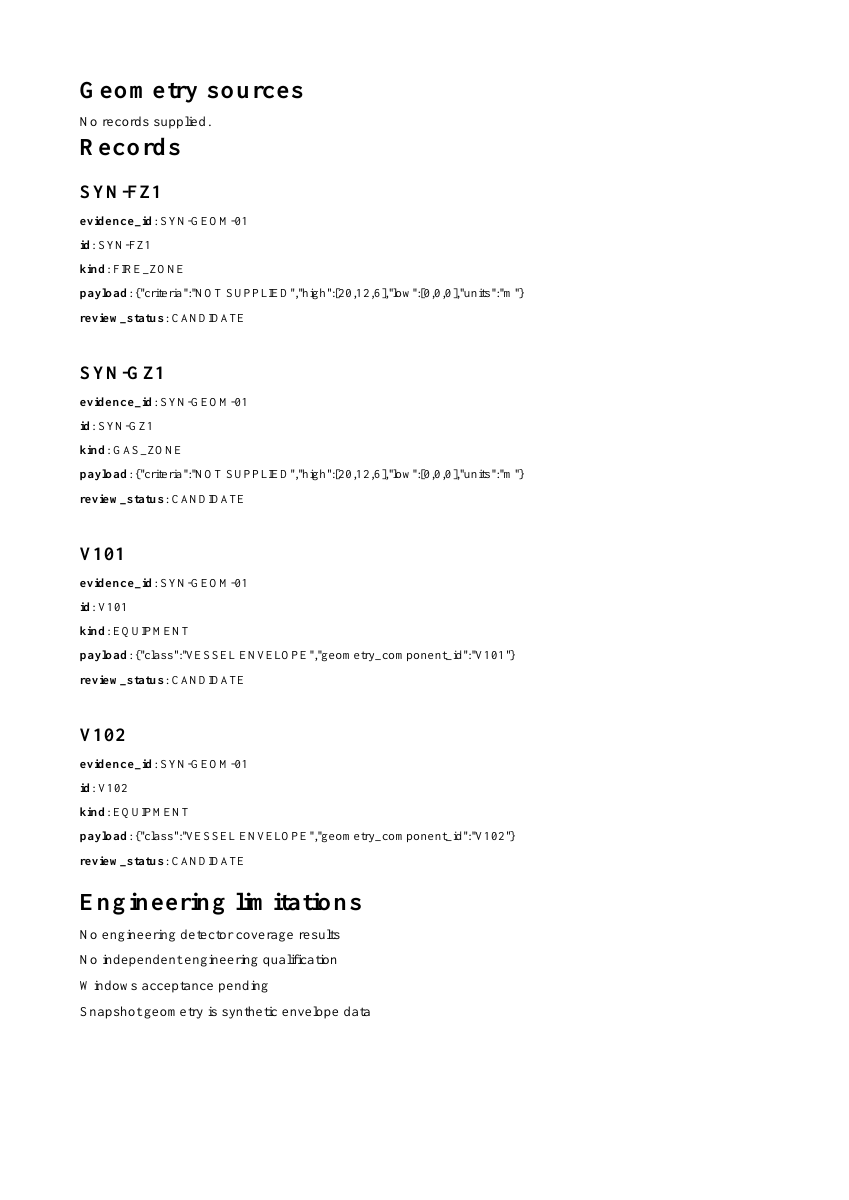 Geometry sources
No records supplied.
Records
SYN-FZ1
evidence_id: SYN-GEOM-01
id: SYN-FZ1
kind: FIRE_ZONE
payload: {"criteria":"NOT SUPPLIED","high":[20,12,6],"low":[0,0,0],"units":"m"}
review_status: CANDIDATE
SYN-GZ1
evidence_id: SYN-GEOM-01
id: SYN-GZ1
kind: GAS_ZONE
payload: {"criteria":"NOT SUPPLIED","high":[20,12,6],"low":[0,0,0],"units":"m"}
review_status: CANDIDATE
V101
evidence_id: SYN-GEOM-01
id: V101
kind: EQUIPMENT
payload: {"class":"VESSEL ENVELOPE","geometry_component_id":"V101"}
review_status: CANDIDATE
V102
evidence_id: SYN-GEOM-01
id: V102
kind: EQUIPMENT
payload: {"class":"VESSEL ENVELOPE","geometry_component_id":"V102"}
review_status: CANDIDATE
Engineering limitations
No engineering detector coverage results
No independent engineering qualification
Windows acceptance pending
Snapshot geometry is synthetic envelope data